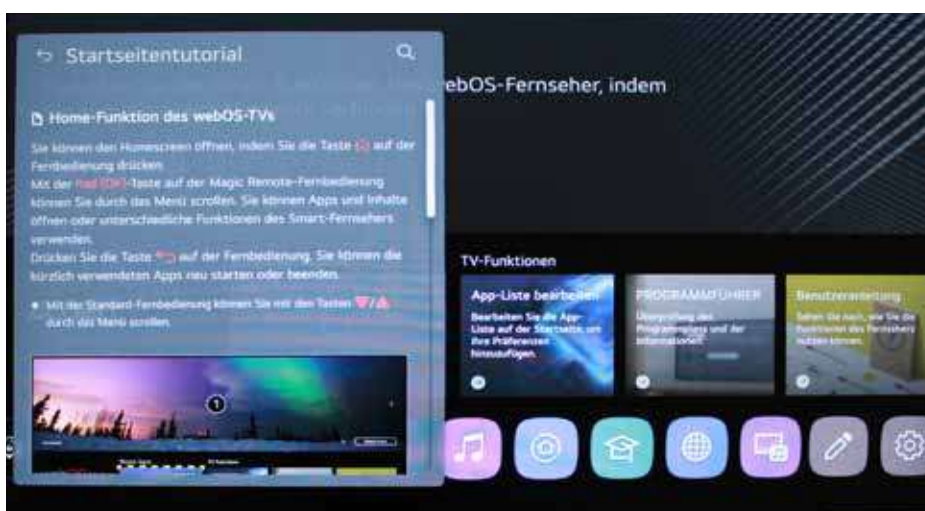 Startseitentutorial
Home-Funktion des webOS-TVs
Sie können den Homescreen öffnen, indem Sie die Taste auf der
Fernbedienung drücken.
Mit der Rad (OK)-Taste auf der Magic Remote-Fernbedienung
können Sie durch das Menü scrollen. Sie können Apps und Inhalte
öffnen oder unterschiedliche Funktionen des Smart-Fernsehers
verwenden.
Drücken Sie die Taste auf der Fernbedienung. Sie können die
kürzlich verwendeten Apps neu starten oder beenden.
• Mit der Standard-Fernbedienung können Sie mit den Tasten ▼/▲
durch das Menü scrollen.
1
ebOS-Fernseher, indem
TV-Funktionen
App-Liste bearbeiten
Bearbeiten Sie die App-
Liste auf der Startseite, um
Ihre Präferenzen
hinzuzufügen.
PROGRAMMFÜHRER
Überprüfung des
Programmplans und der
Informationen.
Benutzeranleitung
Sehen Sie nach, wie Sie die
Funktionen des Fernsehers
nutzen können.